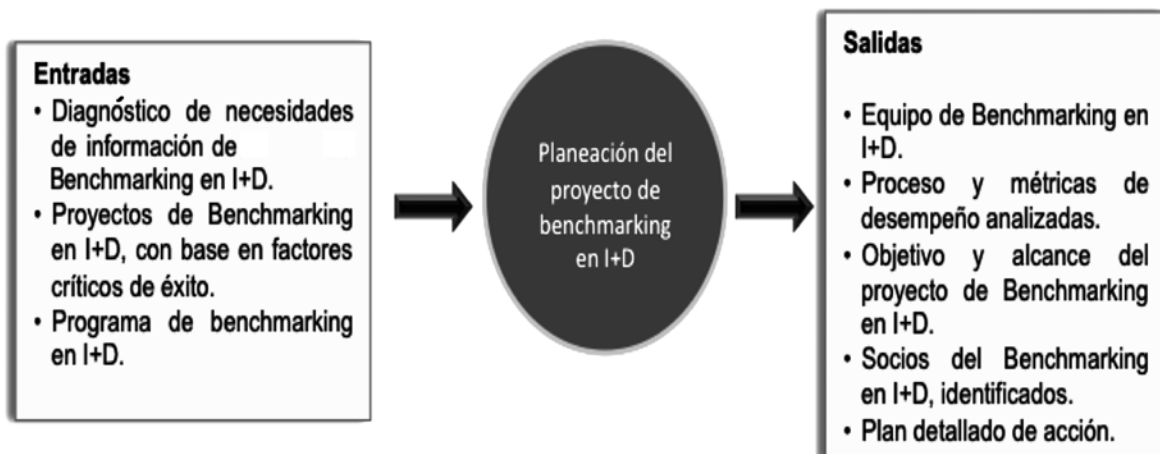 Entradas
• Diagnóstico de necesidades
de información de
Benchmarking en I+D.
• Proyectos de Benchmarking
en I+D, con base en factores
críticos de éxito.
• Programa de benchmarking
en I+D.
Planeación del
proyecto de
benchmarking
en I+D
Salidas
• Equipo de Benchmarking en
I+D.
• Proceso y métricas de
desempeño analizadas.
• Objetivo y alcance del
proyecto de Benchmarking
en I+D.
• Socios del Benchmarking
en I+D, identificados.
• Plan detallado de acción.